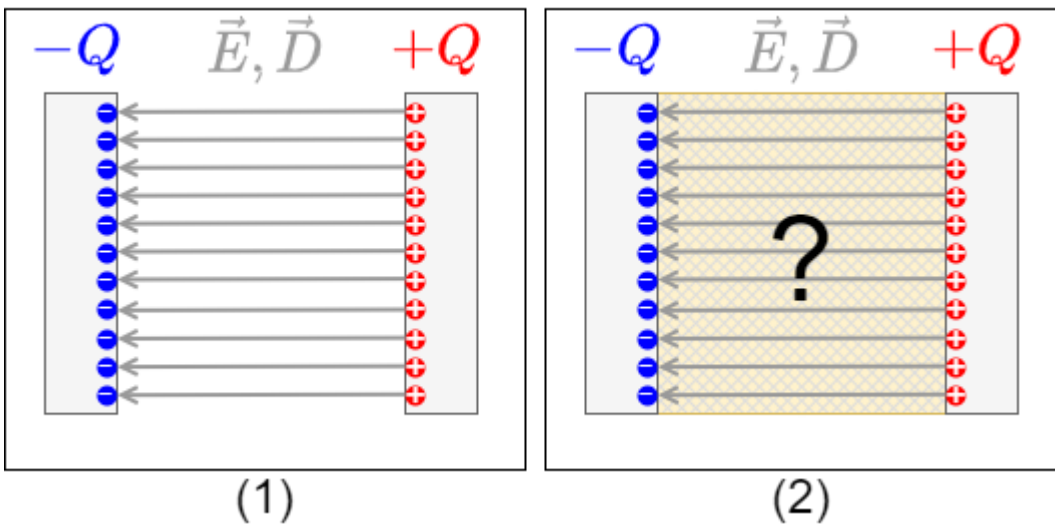 −Q E⃗, D⃗ +Q
−Q E⃗, D⃗ +Q
?
(1)
(2)